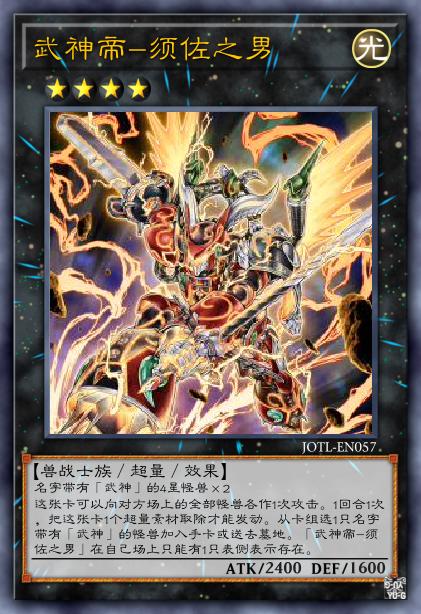 武神帝-须佐之男
光
JOTL-EN057
【兽战士族／超量／效果】
名字带有「武神」的4星怪兽×2
这张卡可以向对方场上的全部怪兽各作1次攻击。1回合1次
，把这张卡1个超量素材取除才能发动。从卡组选1只名字
带有「武神」的怪兽加入手卡或送去墓地。「武神帝-须
佐之男」在自己场上只能有1只表侧表示存在。
ATK/2400 DEF/1600